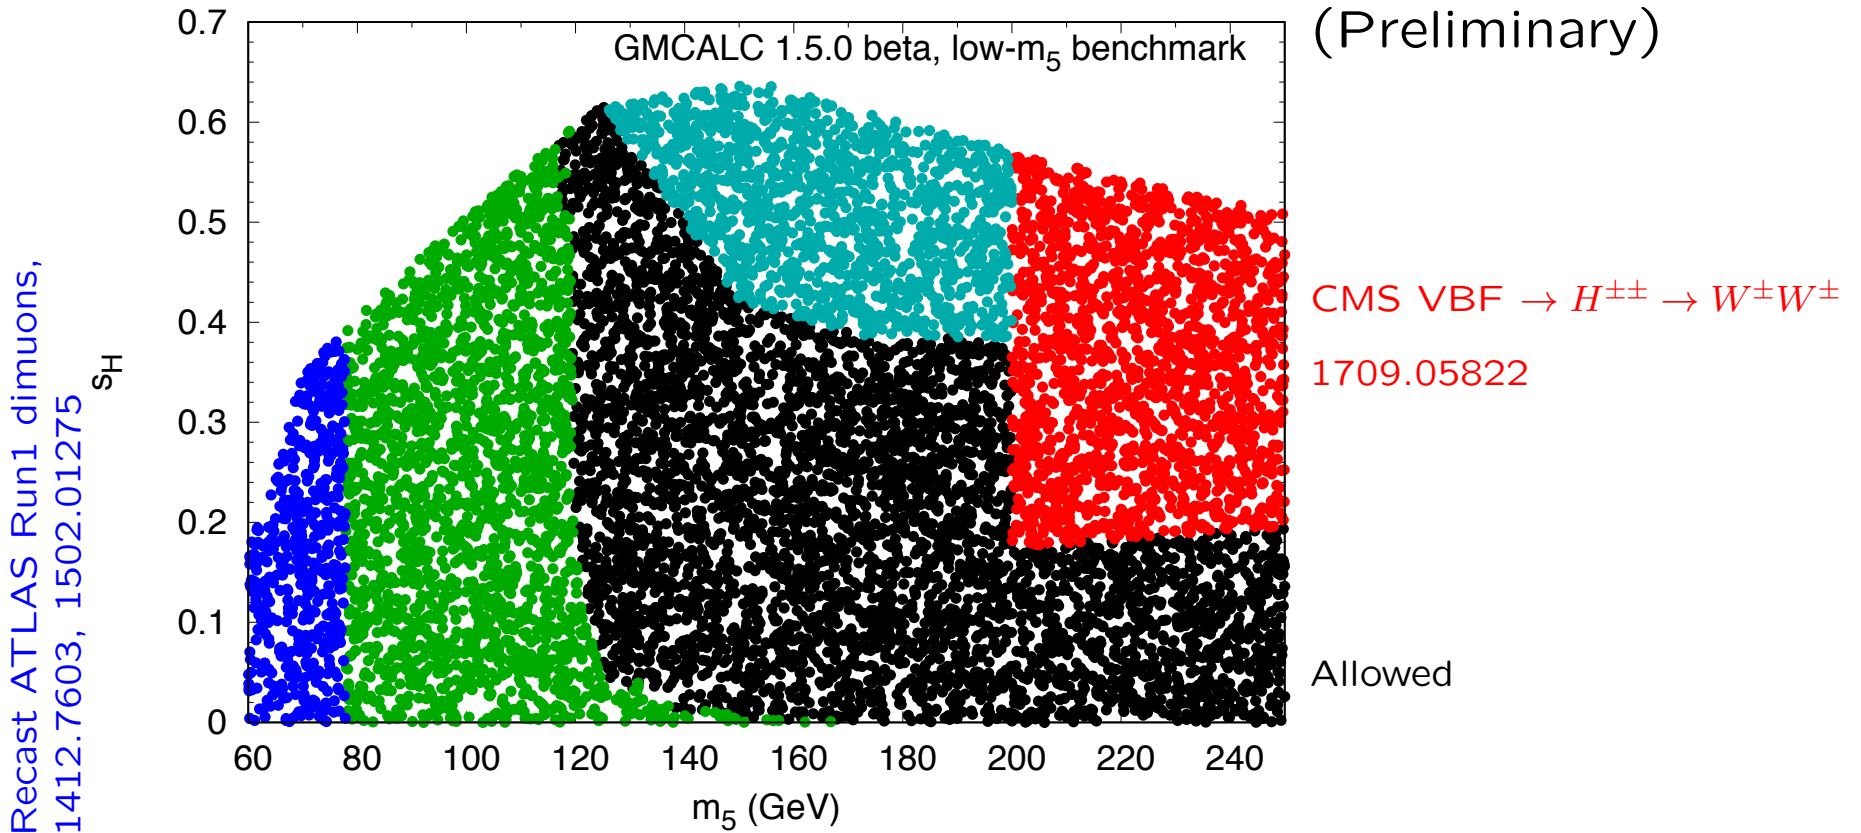 (Preliminary)
GMCALC 1.5.0 beta, low-m5 benchmark
0.7
0.6
0.5
0.4
0.3
0.2
0.1
0
sH
60 80 100 120 140 160 180 200 220 240
m5 (GeV)
Recast ATLAS Run1 dimuons,
1412.7603, 1502.01275
CMS VBF → H±± → W±W±
1709.05822
Allowed